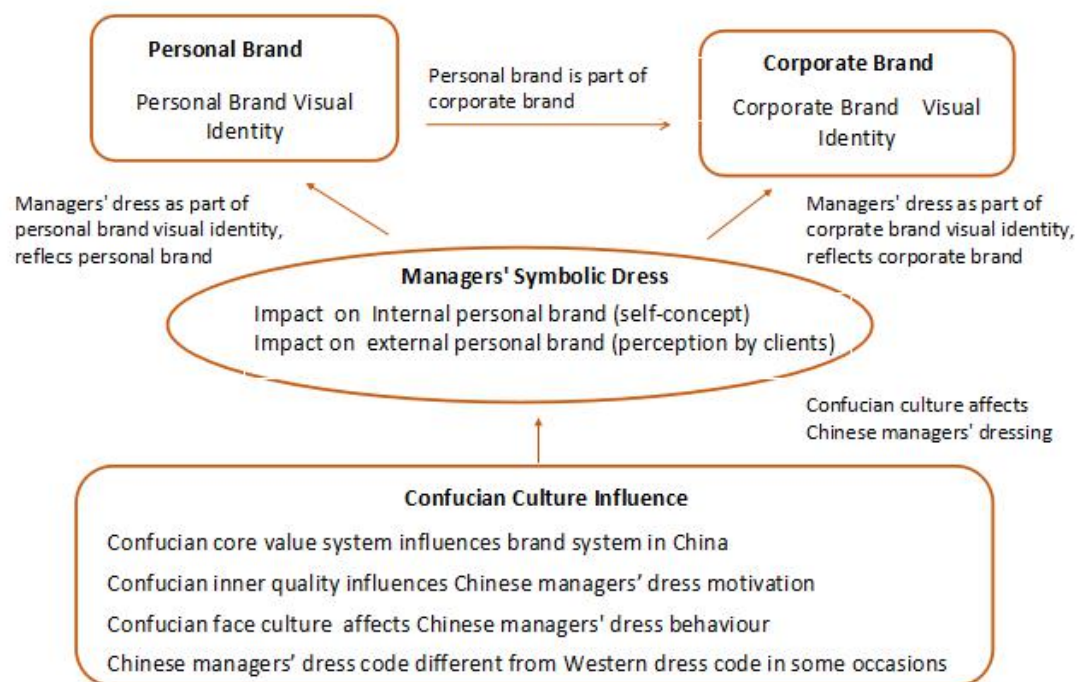 Personal Brand
Personal Brand Visual
Identity
Personal brand is part of
corporate brand
Corporate Brand
Corporate Brand Visual
Identity
Managers' dress as part of
personal brand visual identity,
reflecs personal brand
Managers' dress as part of
corprate brand visual identity,
reflects corporate brand
Managers' Symbolic Dress
Impact on Internal personal brand (self-concept)
Impact on external personal brand (perception by clients)
Confucian culture affects
Chinese managers' dressing
Confucian Culture Influence
Confucian core value system influences brand system in China
Confucian inner quality influences Chinese managers’ dress motivation
Confucian face culture affects Chinese managers' dress behaviour
Chinese managers’ dress code different from Western dress code in some occasions